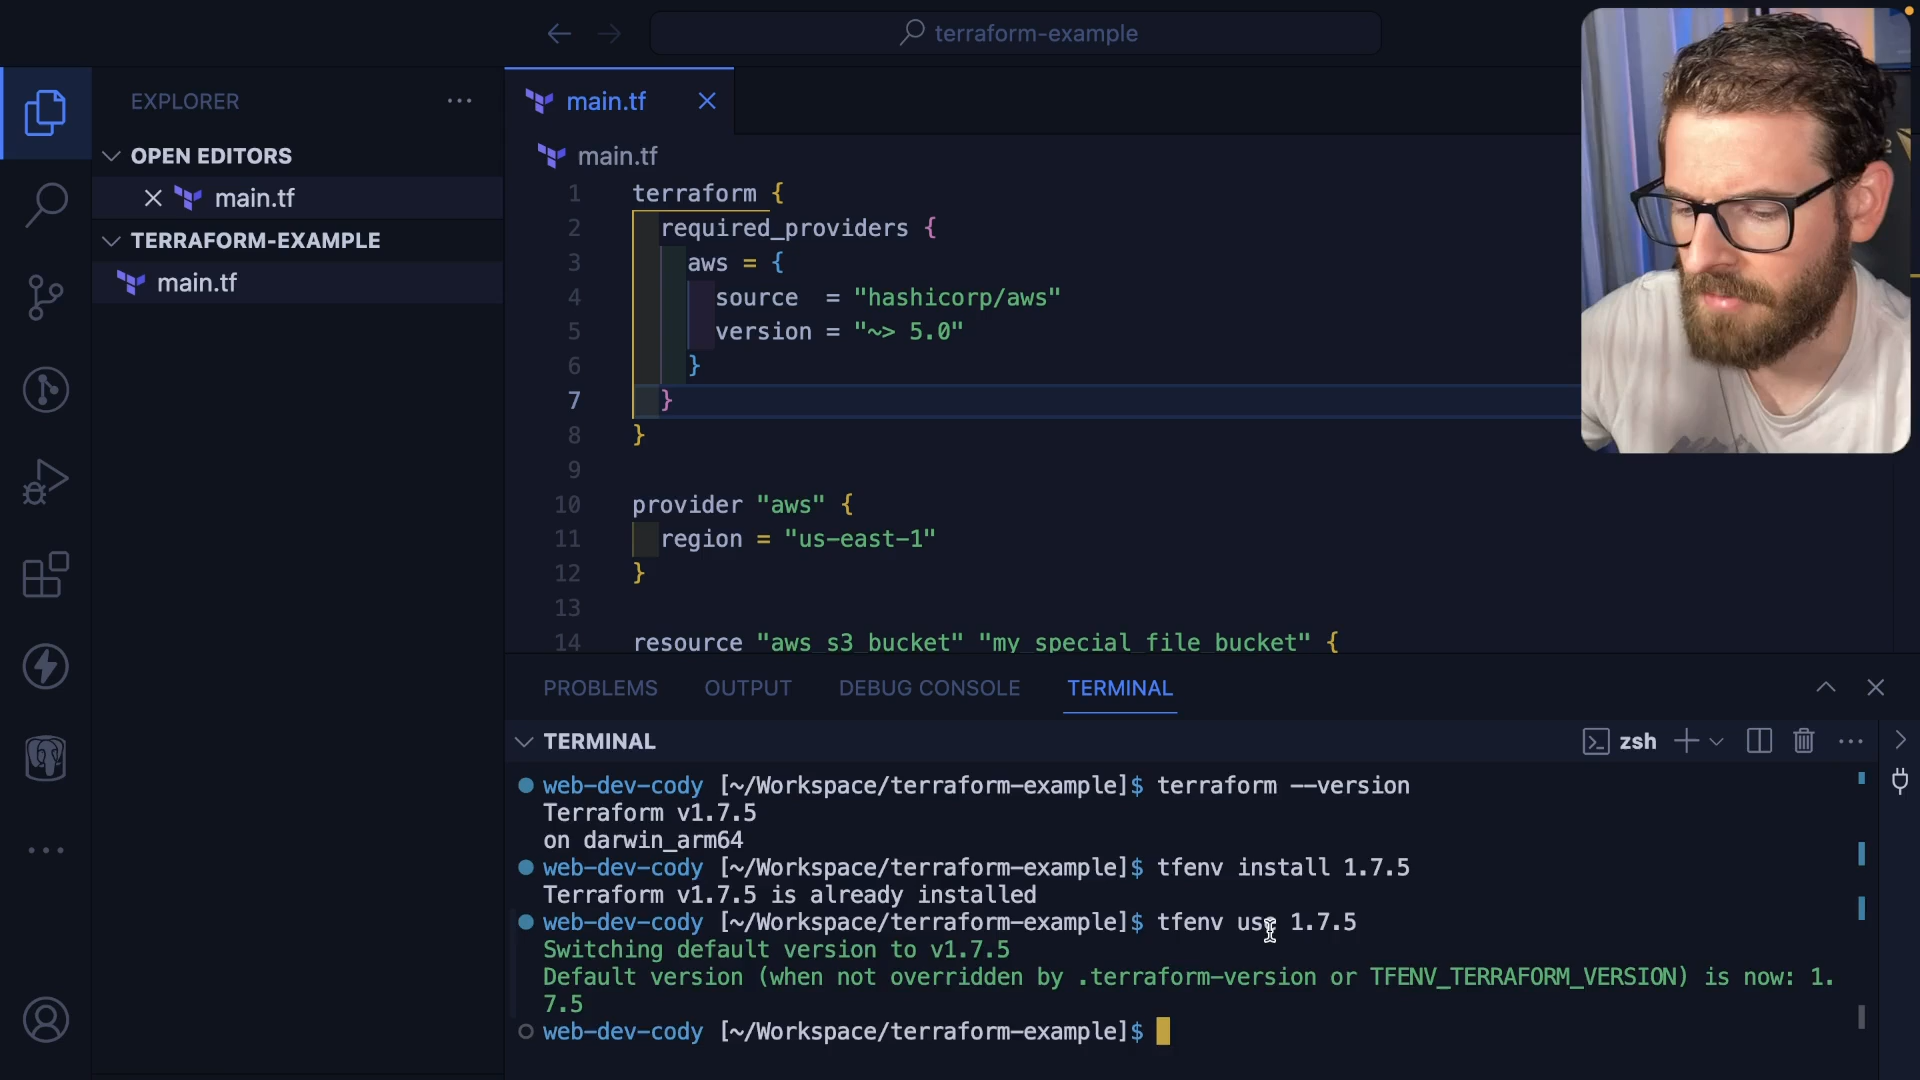 terraform-example
EXPLORER
OPEN EDITORS
main.tf
TERRAFORM-EXAMPLE
main.tf
main.tf
main.tf
1 terraform {
2 required_providers {
3 aws = {
4 source = "hashicorp/aws"
5 version = "~> 5.0"
6 }
7 }
8 }
9
10 provider "aws" {
11 region = "us-east-1"
12 }
13
14 resource "aws_s3_bucket" "my_special_file_bucket" {
PROBLEMS OUTPUT DEBUG CONSOLE TERMINAL
TERMINAL
zsh
web-dev-cody [~/Workspace/terraform-example]$ terraform --version
Terraform v1.7.5
on darwin_arm64
web-dev-cody [~/Workspace/terraform-example]$ tfenv install 1.7.5
Terraform v1.7.5 is already installed
web-dev-cody [~/Workspace/terraform-example]$ tfenv use 1.7.5
Switching default version to v1.7.5
Default version (when not overridden by .terraform-version or TFENV_TERRAFORM_VERSION) is now: 1.
7.5
web-dev-cody [~/Workspace/terraform-example]$